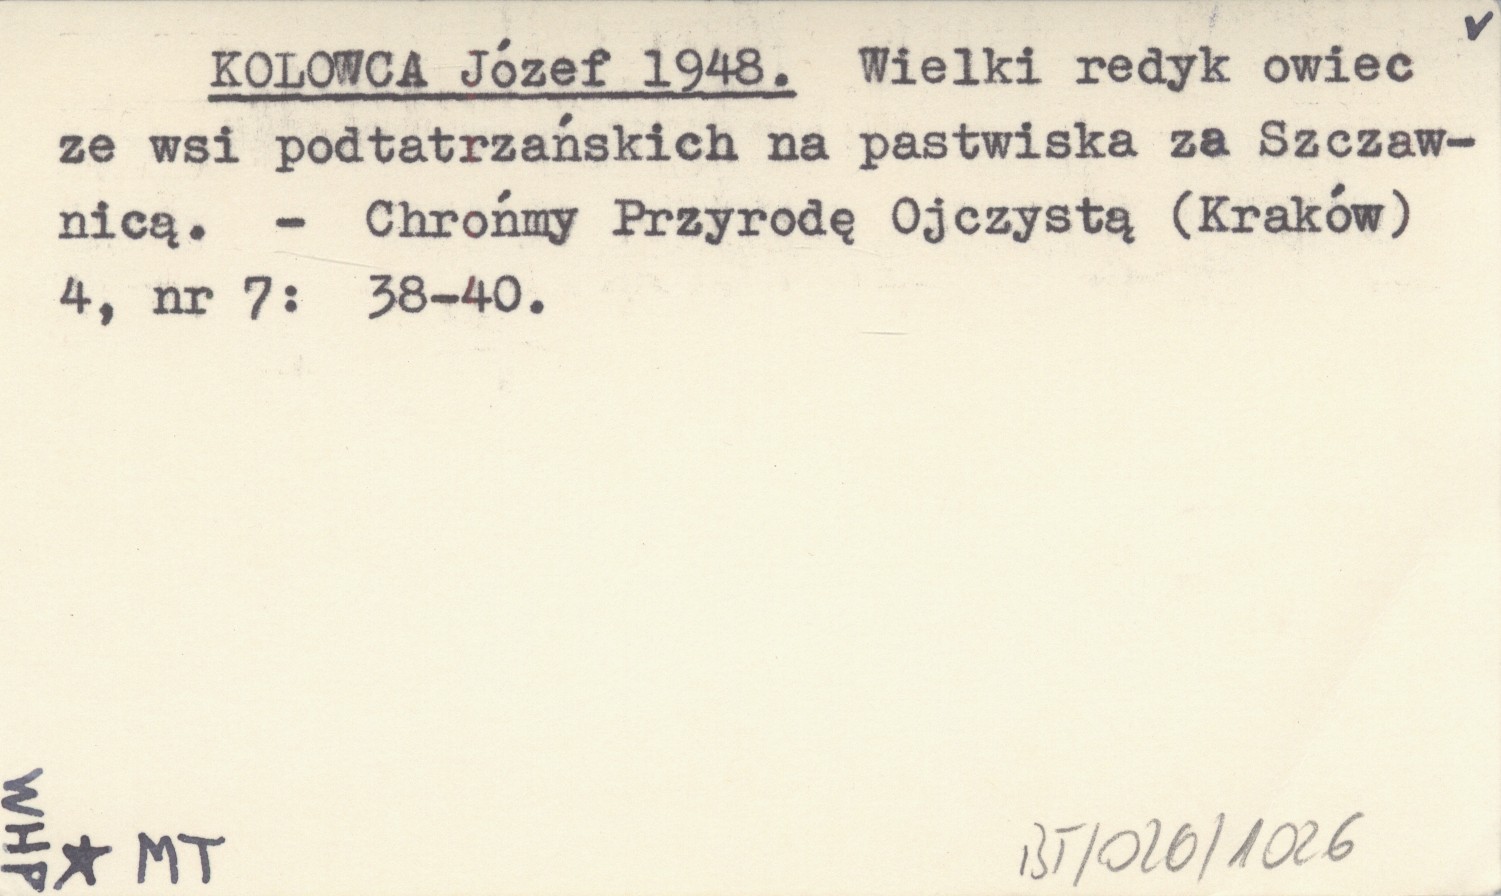 KOLOWCA Józef 1948. Wielki redyk owiec
ze wsi podtatrzańskich na pastwiska za Szczaw-
nicą. - Chrońmy Przyrodę Ojczystą (Kraków)
4, nr 7: 38-40.
WHP
★ MT
BT/020/1026